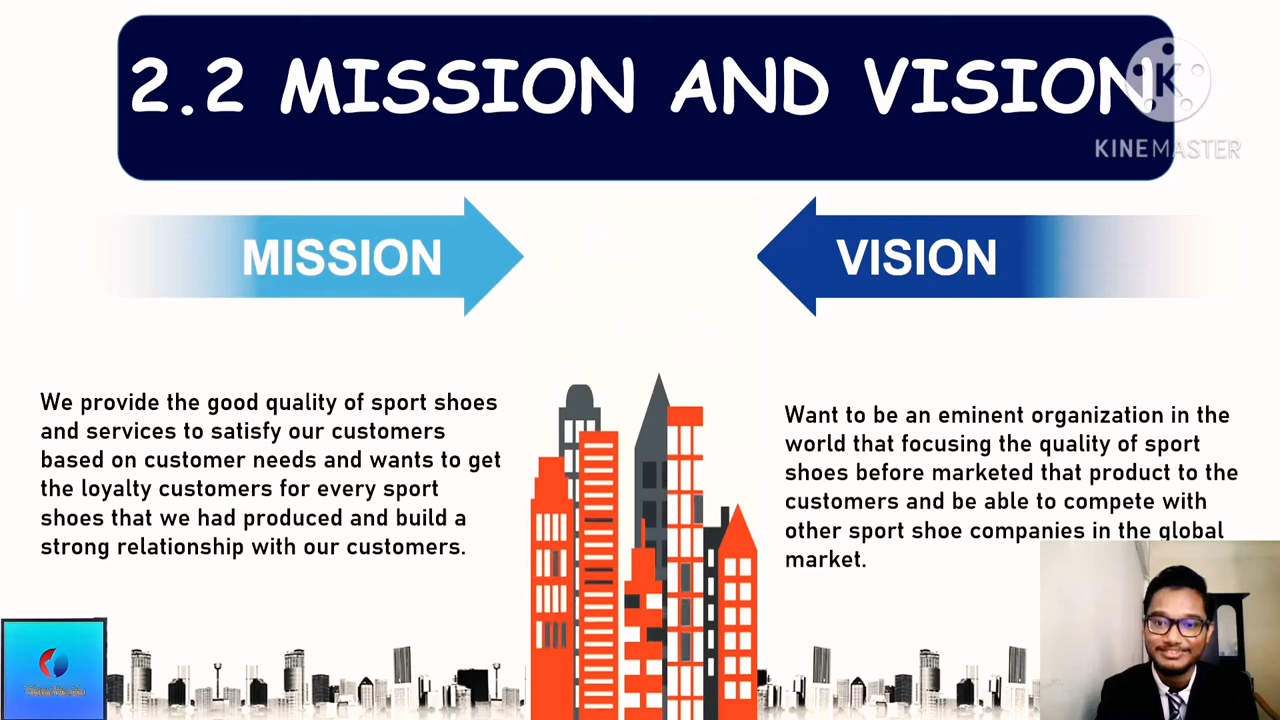 2.2 MISSION AND VISION
KINEMASTER
MISSION
VISION
We provide the good quality of sport shoes
and services to satisfy our customers
based on customer needs and wants to get
the loyalty customers for every sport
shoes that we had produced and build a
strong relationship with our customers.
Want to be an eminent organization in the
world that focusing the quality of sport
shoes before marketed that product to the
customers and be able to compete with
other sport shoe companies in the global
market.